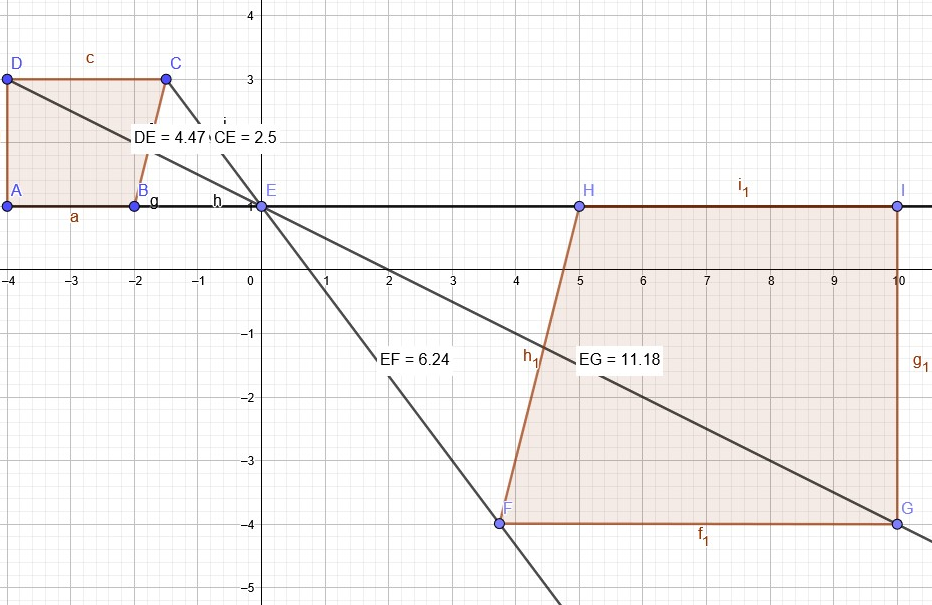 4
D
c
C
3
j
DE = 4.47
CE = 2.5
A
B
E
H
i1
I
a
g
h
1
–4
–3
–2
–1
0
1
2
3
4
5
6
7
8
9
10
–1
EF = 6.24
h1
EG = 11.18
g1
–2
–3
F
G
–4
f1
–5